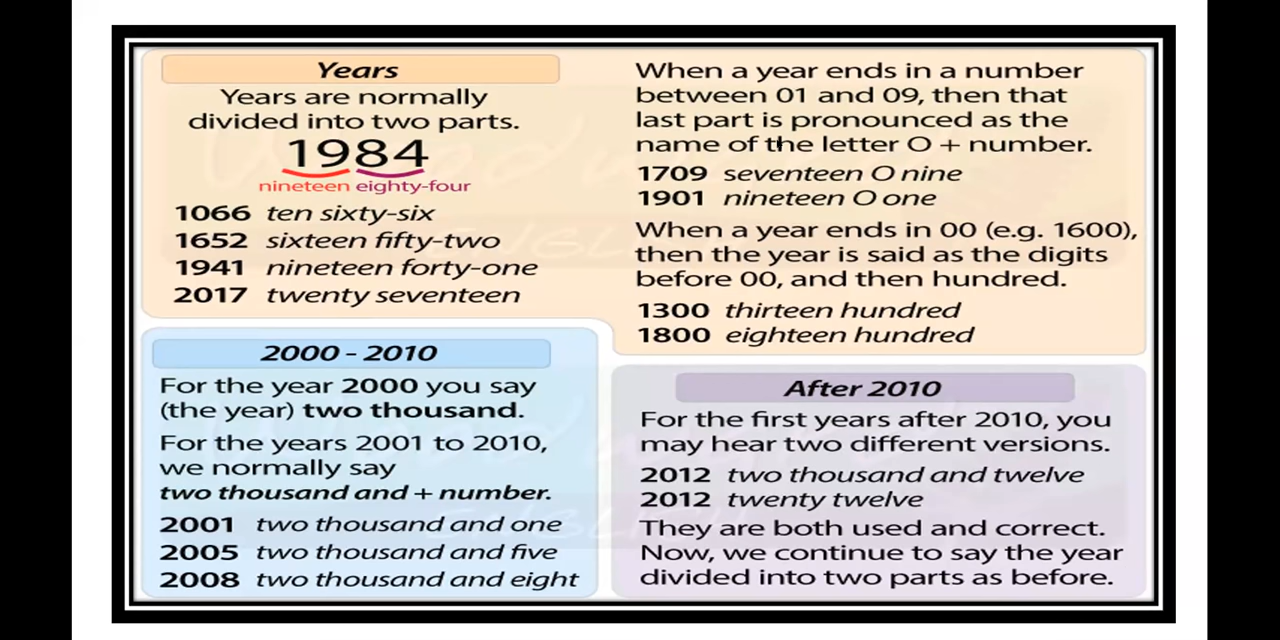 Years
Years are normally
divided into two parts.
1984
nineteen eighty-four
1066 ten sixty-six
1652 sixteen fifty-two
1941 nineteen forty-one
2017 twenty seventeen
When a year ends in a number
between 01 and 09, then that
last part is pronounced as the
name of the letter O + number.
1709 seventeen O nine
1901 nineteen O one
When a year ends in 00 (e.g. 1600),
then the year is said as the digits
before 00, and then hundred.
1300 thirteen hundred
1800 eighteen hundred
2000 - 2010
For the year 2000 you say
(the year) two thousand.
For the years 2001 to 2010,
we normally say
two thousand and + number.
2001 two thousand and one
2005 two thousand and five
2008 two thousand and eight
After 2010
For the first years after 2010, you
may hear two different versions.
2012 two thousand and twelve
2012 twenty twelve
They are both used and correct.
Now, we continue to say the year
divided into two parts as before.